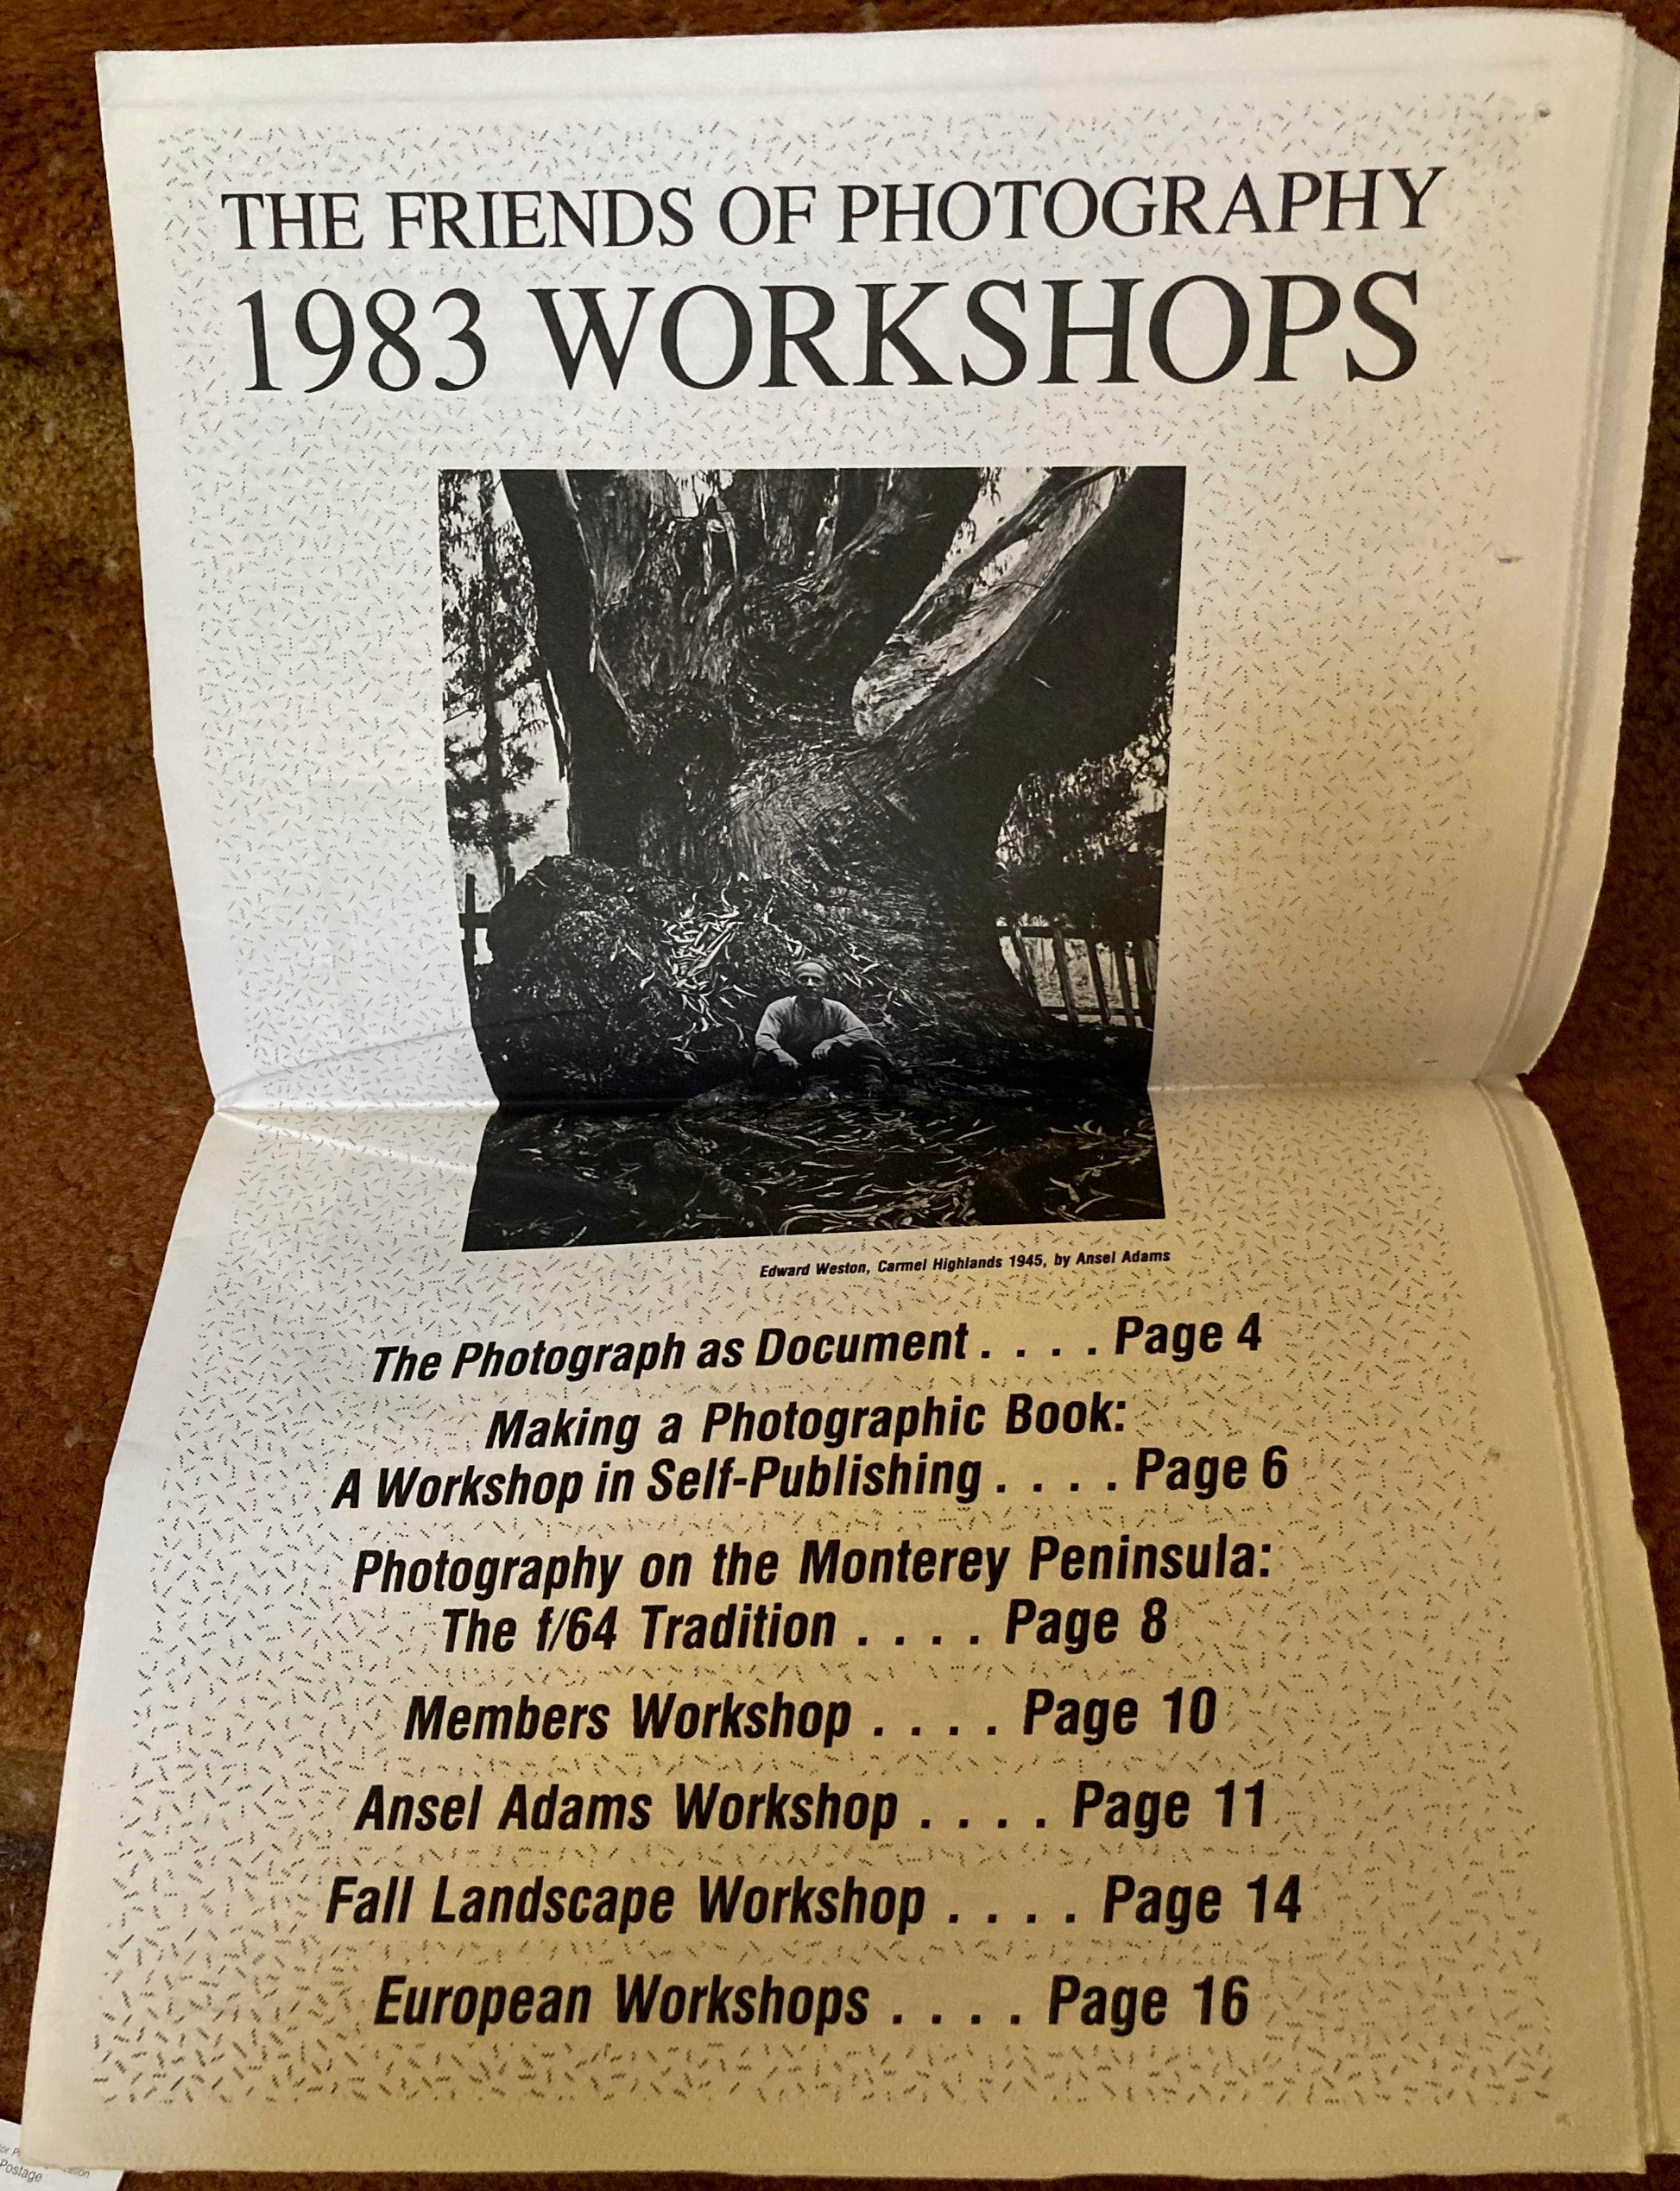 THE FRIENDS OF PHOTOGRAPHY
1983 WORKSHOPS
Edward Weston, Carmel Highlands 1945, by Ansel Adams
The Photograph as Document . . . . Page 4
Making a Photographic Book:
A Workshop in Self-Publishing . . . . Page 6
Photography on the Monterey Peninsula:
The f/64 Tradition . . . . Page 8
Members Workshop . . . . Page 10
Ansel Adams Workshop . . . . Page 11
Fall Landscape Workshop . . . . Page 14
European Workshops . . . . Page 16
Postage